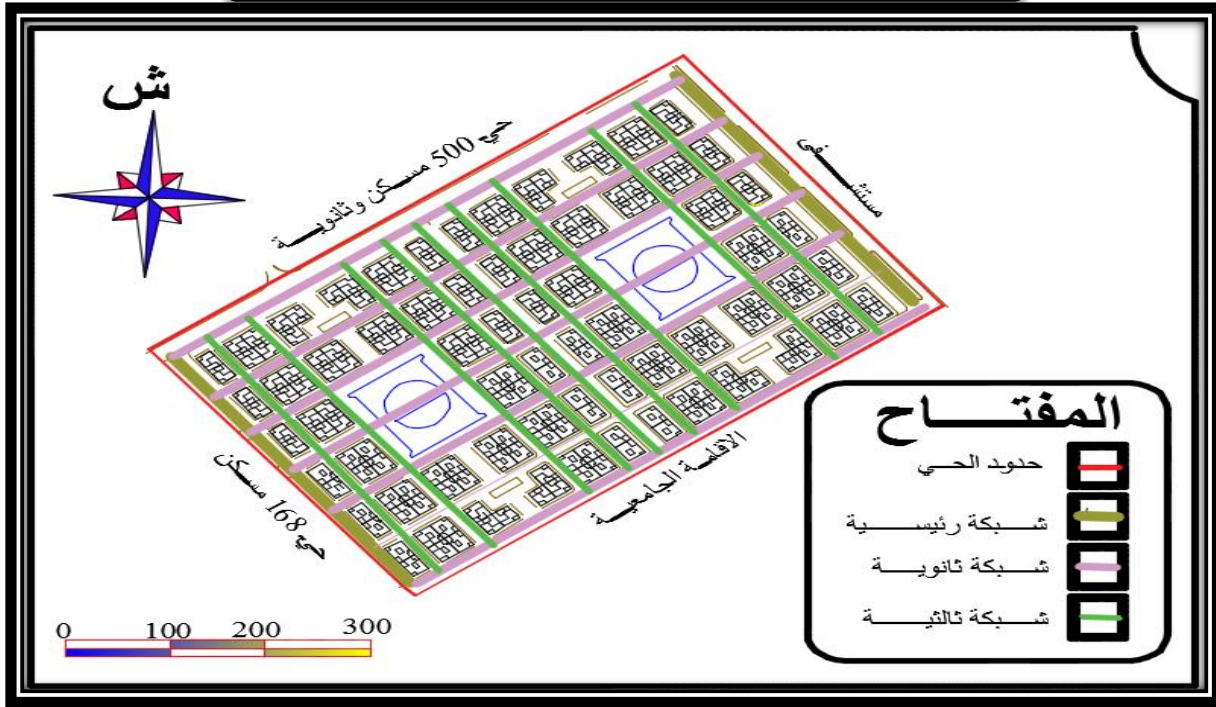 ش
حي 500 مسكن وثانوية
مستشفى
حي 168 مسكن
الاقامة الجامعية
المفتاح
حدود الحي
شبكة رئيسية
شبكة ثانوية
شبكة ثالثية
0 100 200 300